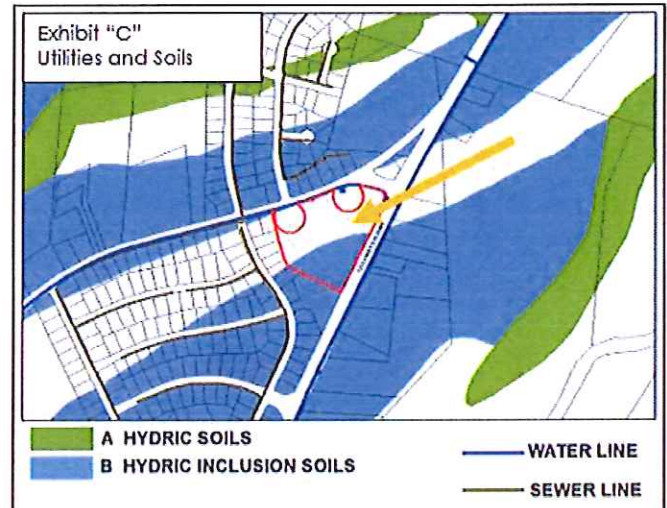 Exhibit “C”
Utilities and Soils
A HYDRIC SOILS
B HYDRIC INCLUSION SOILS
WATER LINE
SEWER LINE